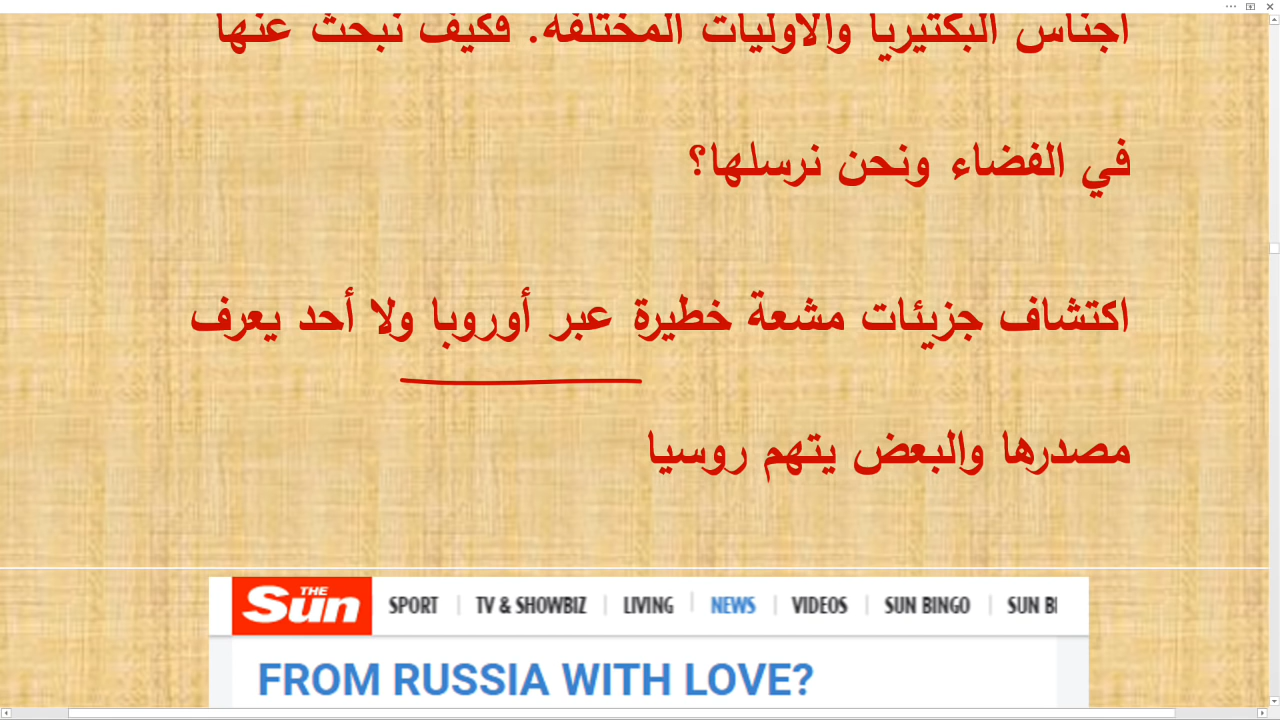 أجناس البكتيريا والأوليات المختلفة. فكيف نبحث عنها
في الفضاء ونحن نرسلها؟
اكتشاف جزيئات مشعة خطيرة عبر أوروبا ولا أحد يعرف
مصدرها والبعض يتهم روسيا
THE Sun SPORT TV & SHOWBIZ LIVING NEWS VIDEOS SUN BINGO SUN
FROM RUSSIA WITH LOVE?